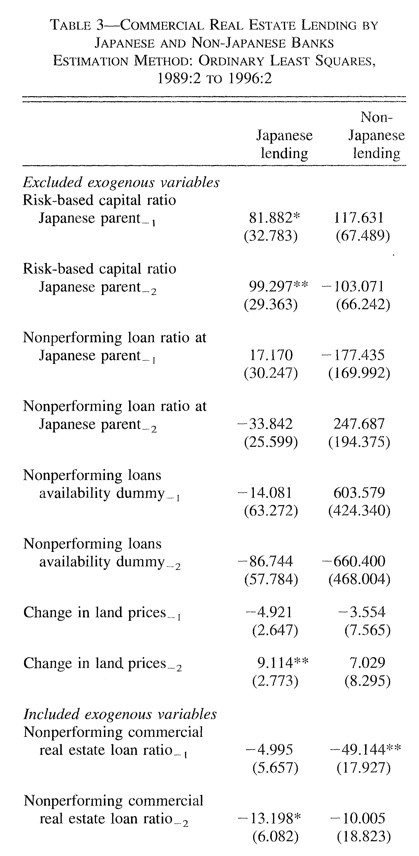 TABLE 3—COMMERCIAL REAL ESTATE LENDING BY
JAPANESE AND NON-JAPANESE BANKS
ESTIMATION METHOD: ORDINARY LEAST SQUARES,
1989:2 TO 1996:2
Non-
Japanese Japanese
lending lending
Excluded exogenous variables
Risk-based capital ratio
Japanese parent₋₁ 81.882* 117.631
(32.783) (67.489)
Risk-based capital ratio
Japanese parent₋₂ 99.297** −103.071
(29.363) (66.242)
Nonperforming loan ratio at
Japanese parent₋₁ 17.170 −177.435
(30.247) (169.992)
Nonperforming loan ratio at
Japanese parent₋₂ −33.842 247.687
(25.599) (194.375)
Nonperforming loans
availability dummy₋₁ −14.081 603.579
(63.272) (424.340)
Nonperforming loans
availability dummy₋₂ −86.744 −660.400
(57.784) (468.004)
Change in land prices₋₁ −4.921 −3.554
(2.647) (7.565)
Change in land prices₋₂ 9.114** 7.029
(2.773) (8.295)
Included exogenous variables
Nonperforming commercial
real estate loan ratio₋₁ −4.995 −49.144**
(5.657) (17.927)
Nonperforming commercial
real estate loan ratio₋₂ −13.198* −10.005
(6.082) (18.823)